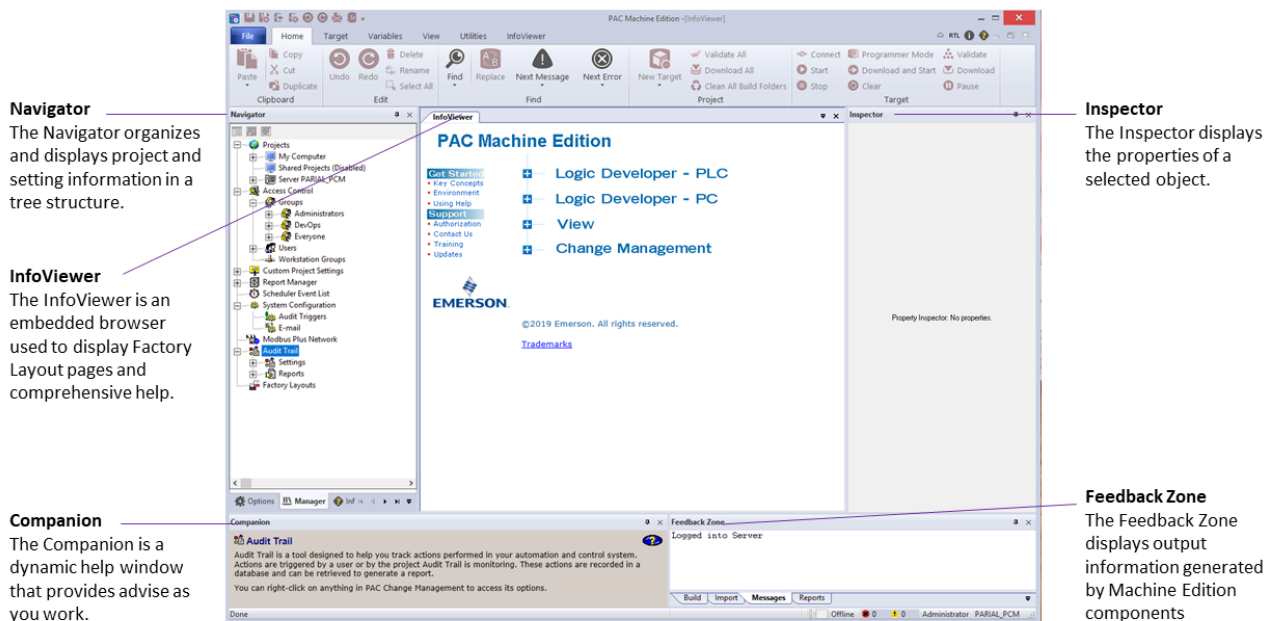 PAC Machine Edition -[InfoViewer]
File Home Target Variables View Utilities InfoViewer
RTL
Paste
Copy
Cut
Duplicate
Clipboard
Undo
Redo
Delete
Rename
Select All
Edit
Find
Replace
Next Message
Next Error
Find
New Target
Validate All
Download All
Clean All Build Folders
Project
Connect
Start
Stop
Programmer Mode
Download and Start
Clear
Validate
Download
Pause
Target
Navigator
The Navigator organizes
and displays project and
setting information in a
tree structure.
InfoViewer
The InfoViewer is an
embedded browser
used to display Factory
Layout pages and
comprehensive help.
Companion
The Companion is a
dynamic help window
that provides advise as
you work.
Navigator
Projects
My Computer
Shared Projects (Disabled)
Server PARIAL_PCM
Access Control
Groups
Administrators
DevOps
Everyone
Users
Workstation Groups
Custom Project Settings
Report Manager
Scheduler Event List
System Configuration
Audit Triggers
E-mail
Modbus Plus Network
Audit Trail
Settings
Reports
Factory Layouts
Options Manager Inf
InfoViewer
PAC Machine Edition
Get Started
Key Concepts
Environment
Using Help
Support
Authorization
Contact Us
Training
Updates
Logic Developer - PLC
Logic Developer - PC
View
Change Management
EMERSON
©2019 Emerson. All rights reserved.
Trademarks
Inspector
Property Inspector: No properties.
Inspector
The Inspector displays
the properties of a
selected object.
Companion
Audit Trail
Audit Trail is a tool designed to help you track actions performed in your automation and control system.
Actions are triggered by a user or by the project Audit Trail is monitoring. These actions are recorded in a
database and can be retrieved to generate a report.
You can right-click on anything in PAC Change Management to access its options.
Feedback Zone
Logged into Server
Build Import Messages Reports
Done
Offline 0 0 Administrator PARIAL_PCM
Feedback Zone
The Feedback Zone
displays output
information generated
by Machine Edition
components